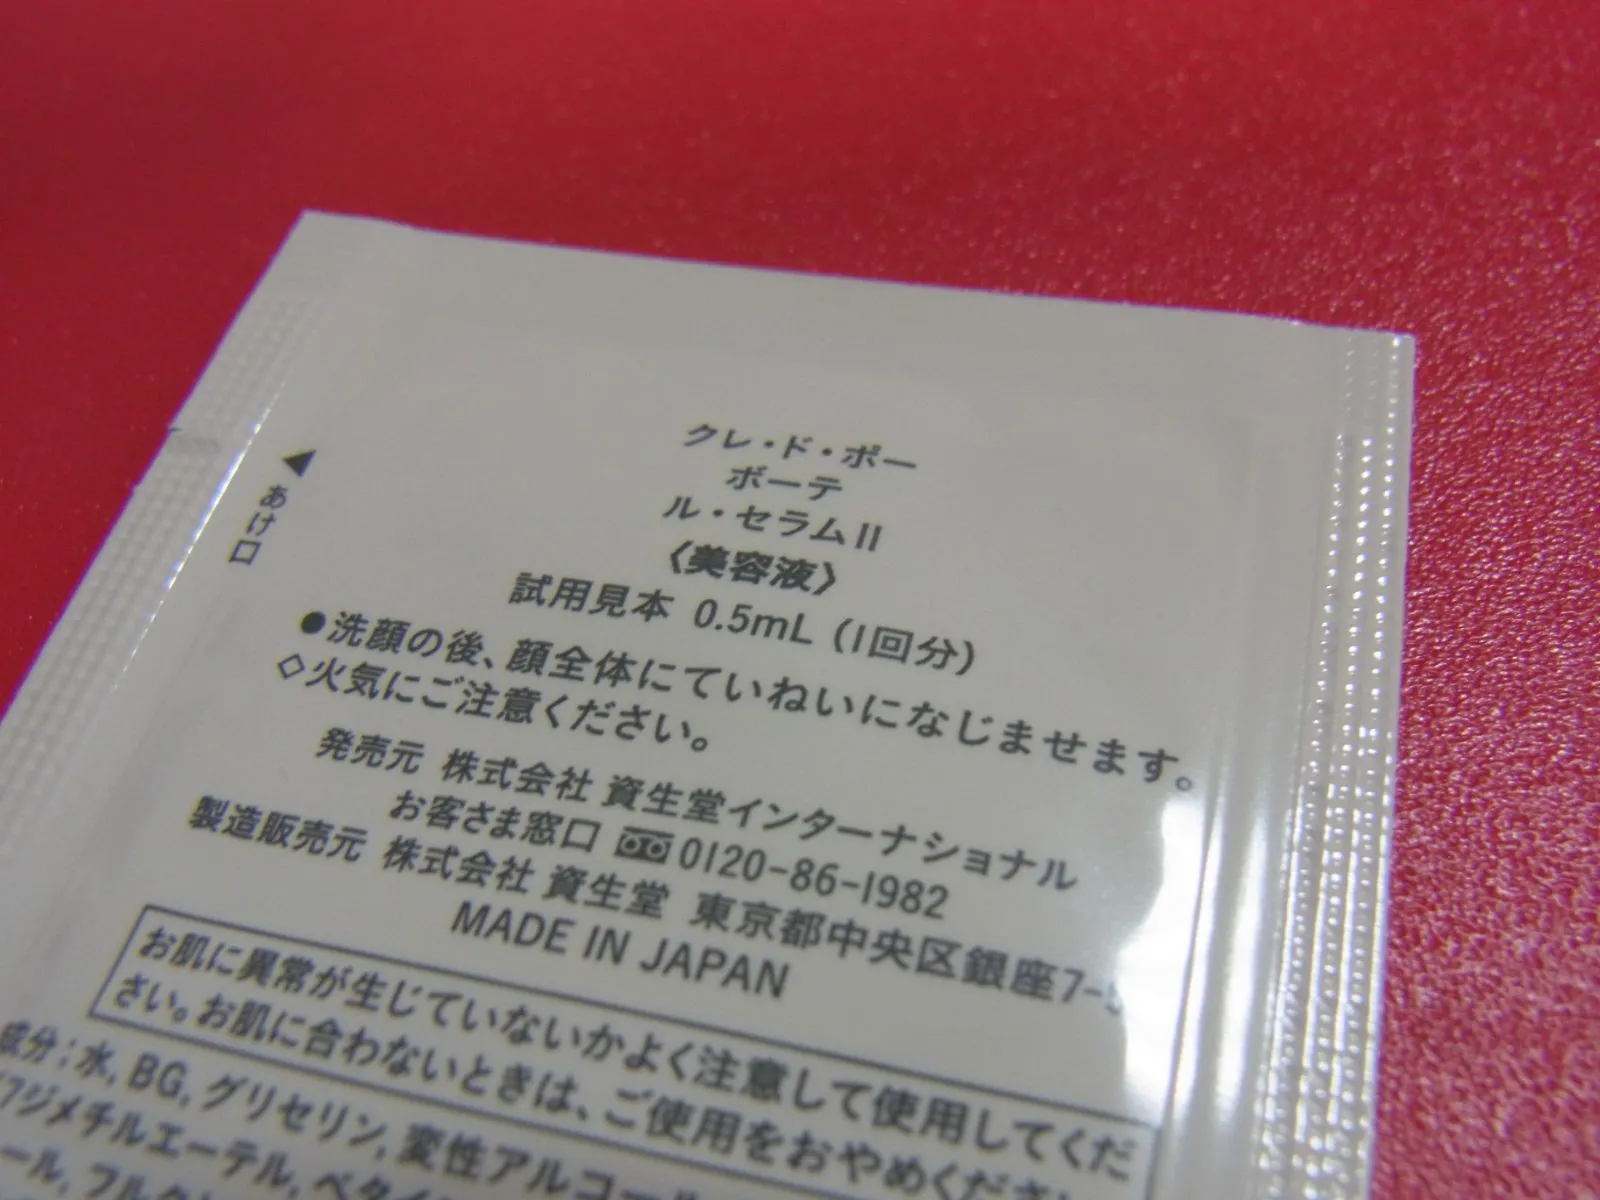 ◀あけ口
クレ・ド・ポー
ボーテ
ル・セラムII
〈美容液〉
試用見本 0.5mL（1回分）
●洗顔の後、顔全体にていねいになじませます。
◇火気にご注意ください。
発売元 株式会社 資生堂インターナショナル
お客さま窓口 0120-86-1982
製造販売元 株式会社 資生堂 東京都中央区銀座7-5
MADE IN JAPAN
お肌に異常が生じていないかよく注意して使用してくだ
さい。お肌に合わないときは、ご使用をおやめください
成分；水, BG, グリセリン, 変性アルコール
ジメチルエーテル, ベタイ
ール,